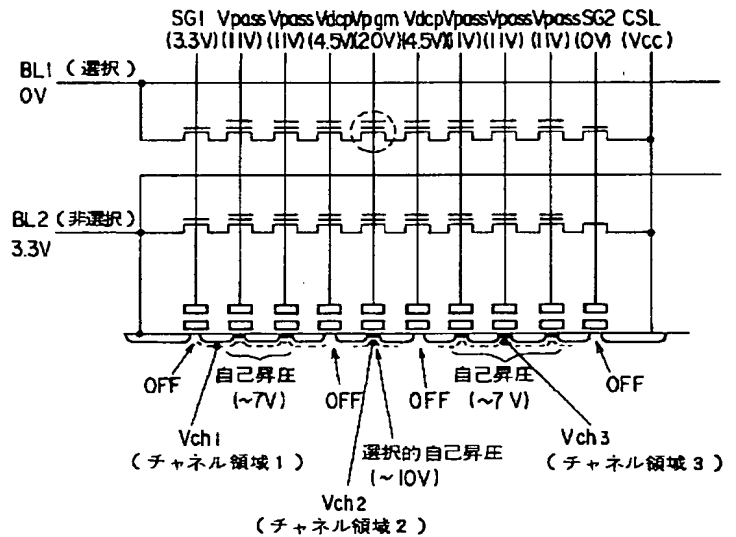 SG1 Vpass Vpass Vdcp Vpgm Vdcp Vpass Vpass Vpass SG2 CSL
(3.3V) (11V) (11V) (4.5V) (20V) (4.5V) (11V) (11V) (11V) (0V) (Vcc)
BL1 (選択)
0V
BL2 (非選択)
3.3V
OFF
自己昇圧
(~7V)
OFF
OFF
自己昇圧
(~7V)
OFF
Vch1
(チャネル領域1)
選択的自己昇圧
(~10V)
Vch3
(チャネル領域3)
Vch2
(チャネル領域2)